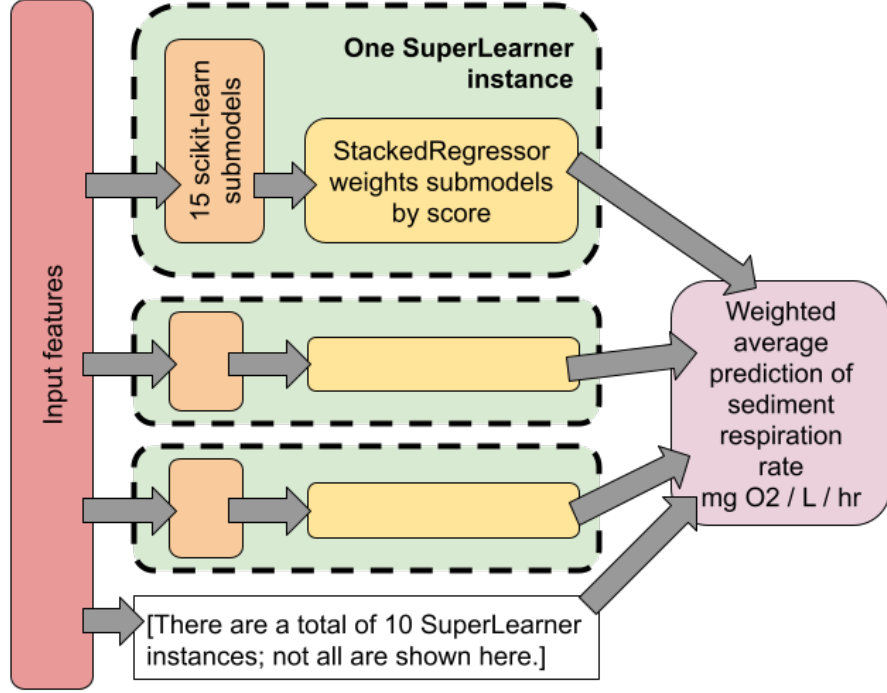 Input features
15 scikit-learn
submodels
One SuperLearner
instance
StackedRegressor
weights submodels
by score
Weighted
average
prediction of
sediment
respiration
rate
mg O2 / L / hr
[There are a total of 10 SuperLearner
instances; not all are shown here.]